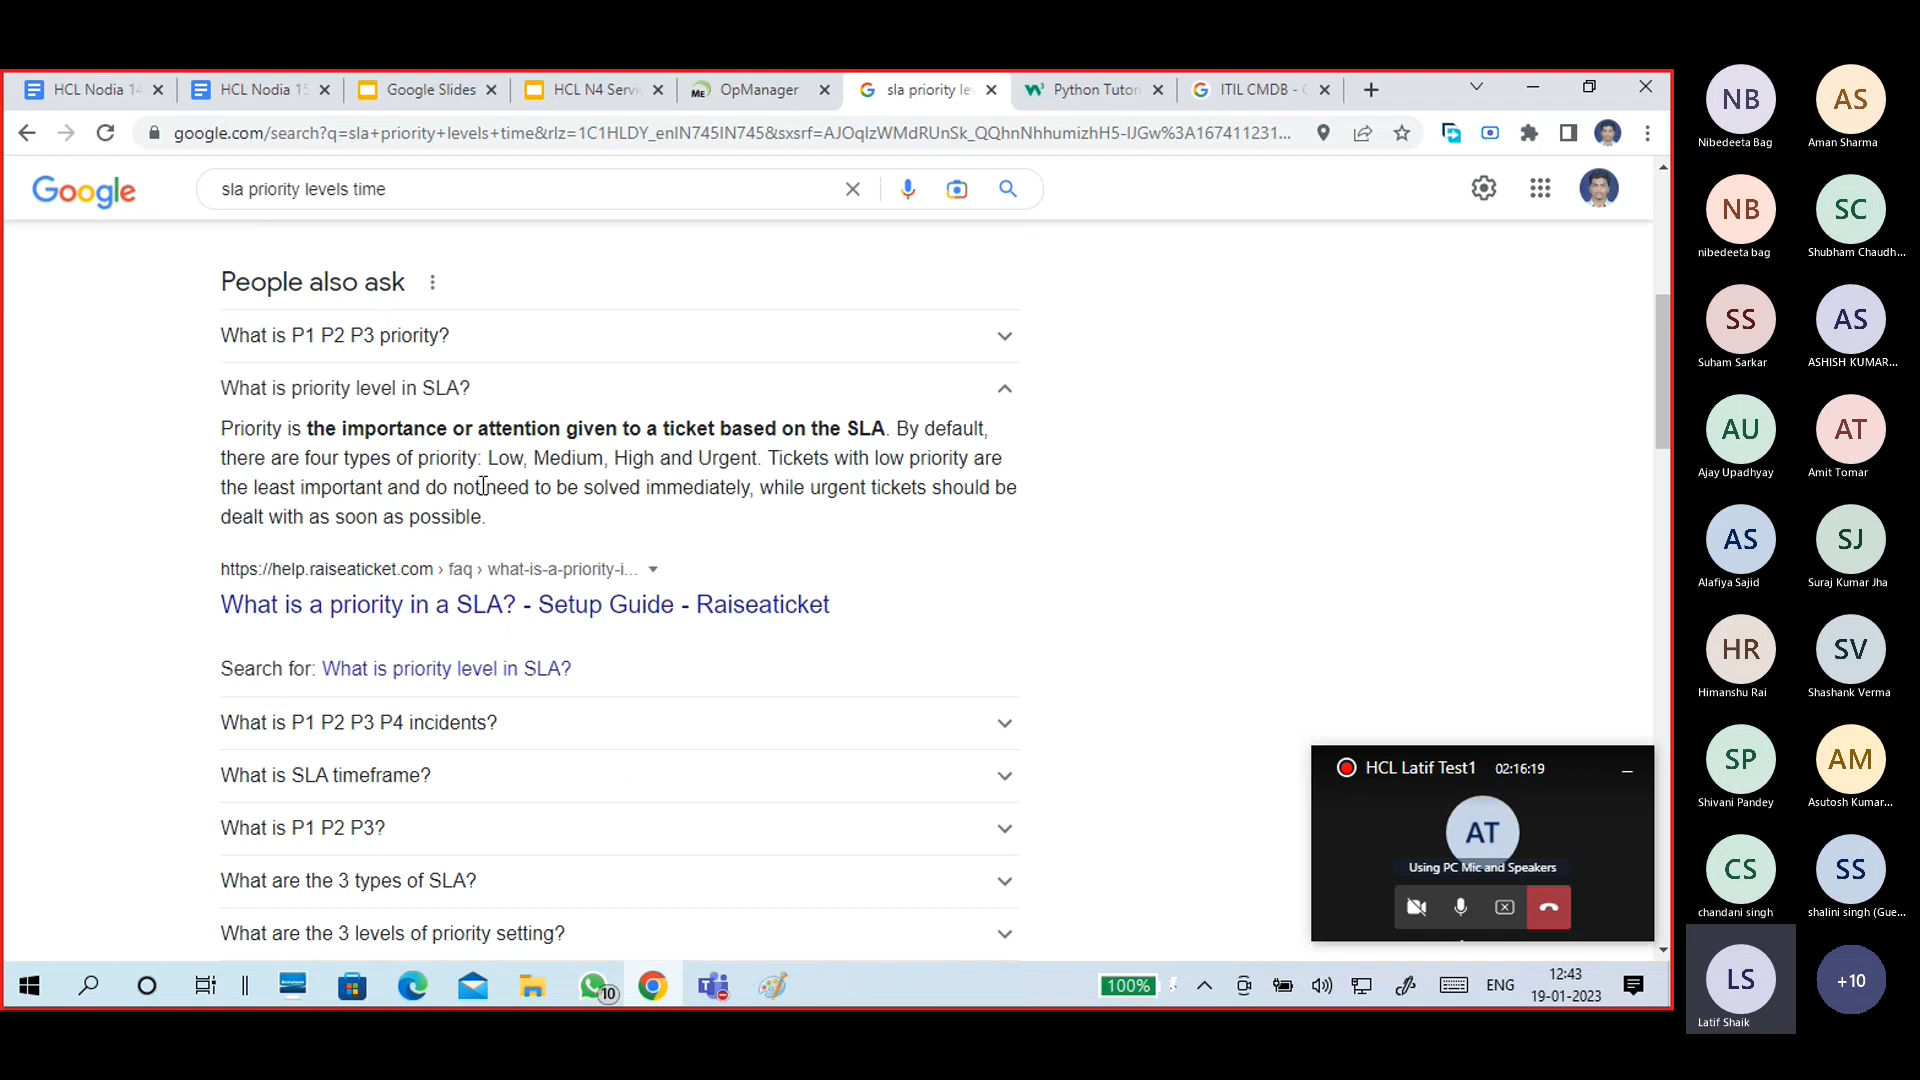 HCL Nodia 14
HCL Nodia 15
Google Slides
HCL N4 Servi
ME OpManager
sla priority lev
Python Tutori
ITIL CMDB - G
google.com/search?q=sla+priority+levels+time&rlz=1C1HLDY_enIN745IN745&sxsrf=AJOqlzWMdRUnSk_QQhnNhhumizhH5-IJGw%3A167411231...
Google
sla priority levels time
People also ask
What is P1 P2 P3 priority?
What is priority level in SLA?
Priority is the importance or attention given to a ticket based on the SLA. By default,
there are four types of priority: Low, Medium, High and Urgent. Tickets with low priority are
the least important and do not need to be solved immediately, while urgent tickets should be
dealt with as soon as possible.
https://help.raiseaticket.com › faq › what-is-a-priority-i...
What is a priority in a SLA? - Setup Guide - Raiseaticket
Search for: What is priority level in SLA?
What is P1 P2 P3 P4 incidents?
What is SLA timeframe?
What is P1 P2 P3?
What are the 3 types of SLA?
What are the 3 levels of priority setting?
HCL Latif Test1 02:16:19
AT
Using PC Mic and Speakers
10
100%
ENG
12:43
19-01-2023
NB
Nibedeeta Bag
AS
Aman Sharma
NB
nibedeeta bag
SC
Shubham Chaudh...
SS
Suham Sarkar
AS
ASHISH KUMAR...
AU
Ajay Upadhyay
AT
Amit Tomar
AS
Alafiya Sajid
SJ
Suraj Kumar Jha
HR
Himanshu Rai
SV
Shashank Verma
SP
Shivani Pandey
AM
Asutosh Kumar...
CS
chandani singh
SS
shalini singh (Gue...
LS
Latif Shaik
+10